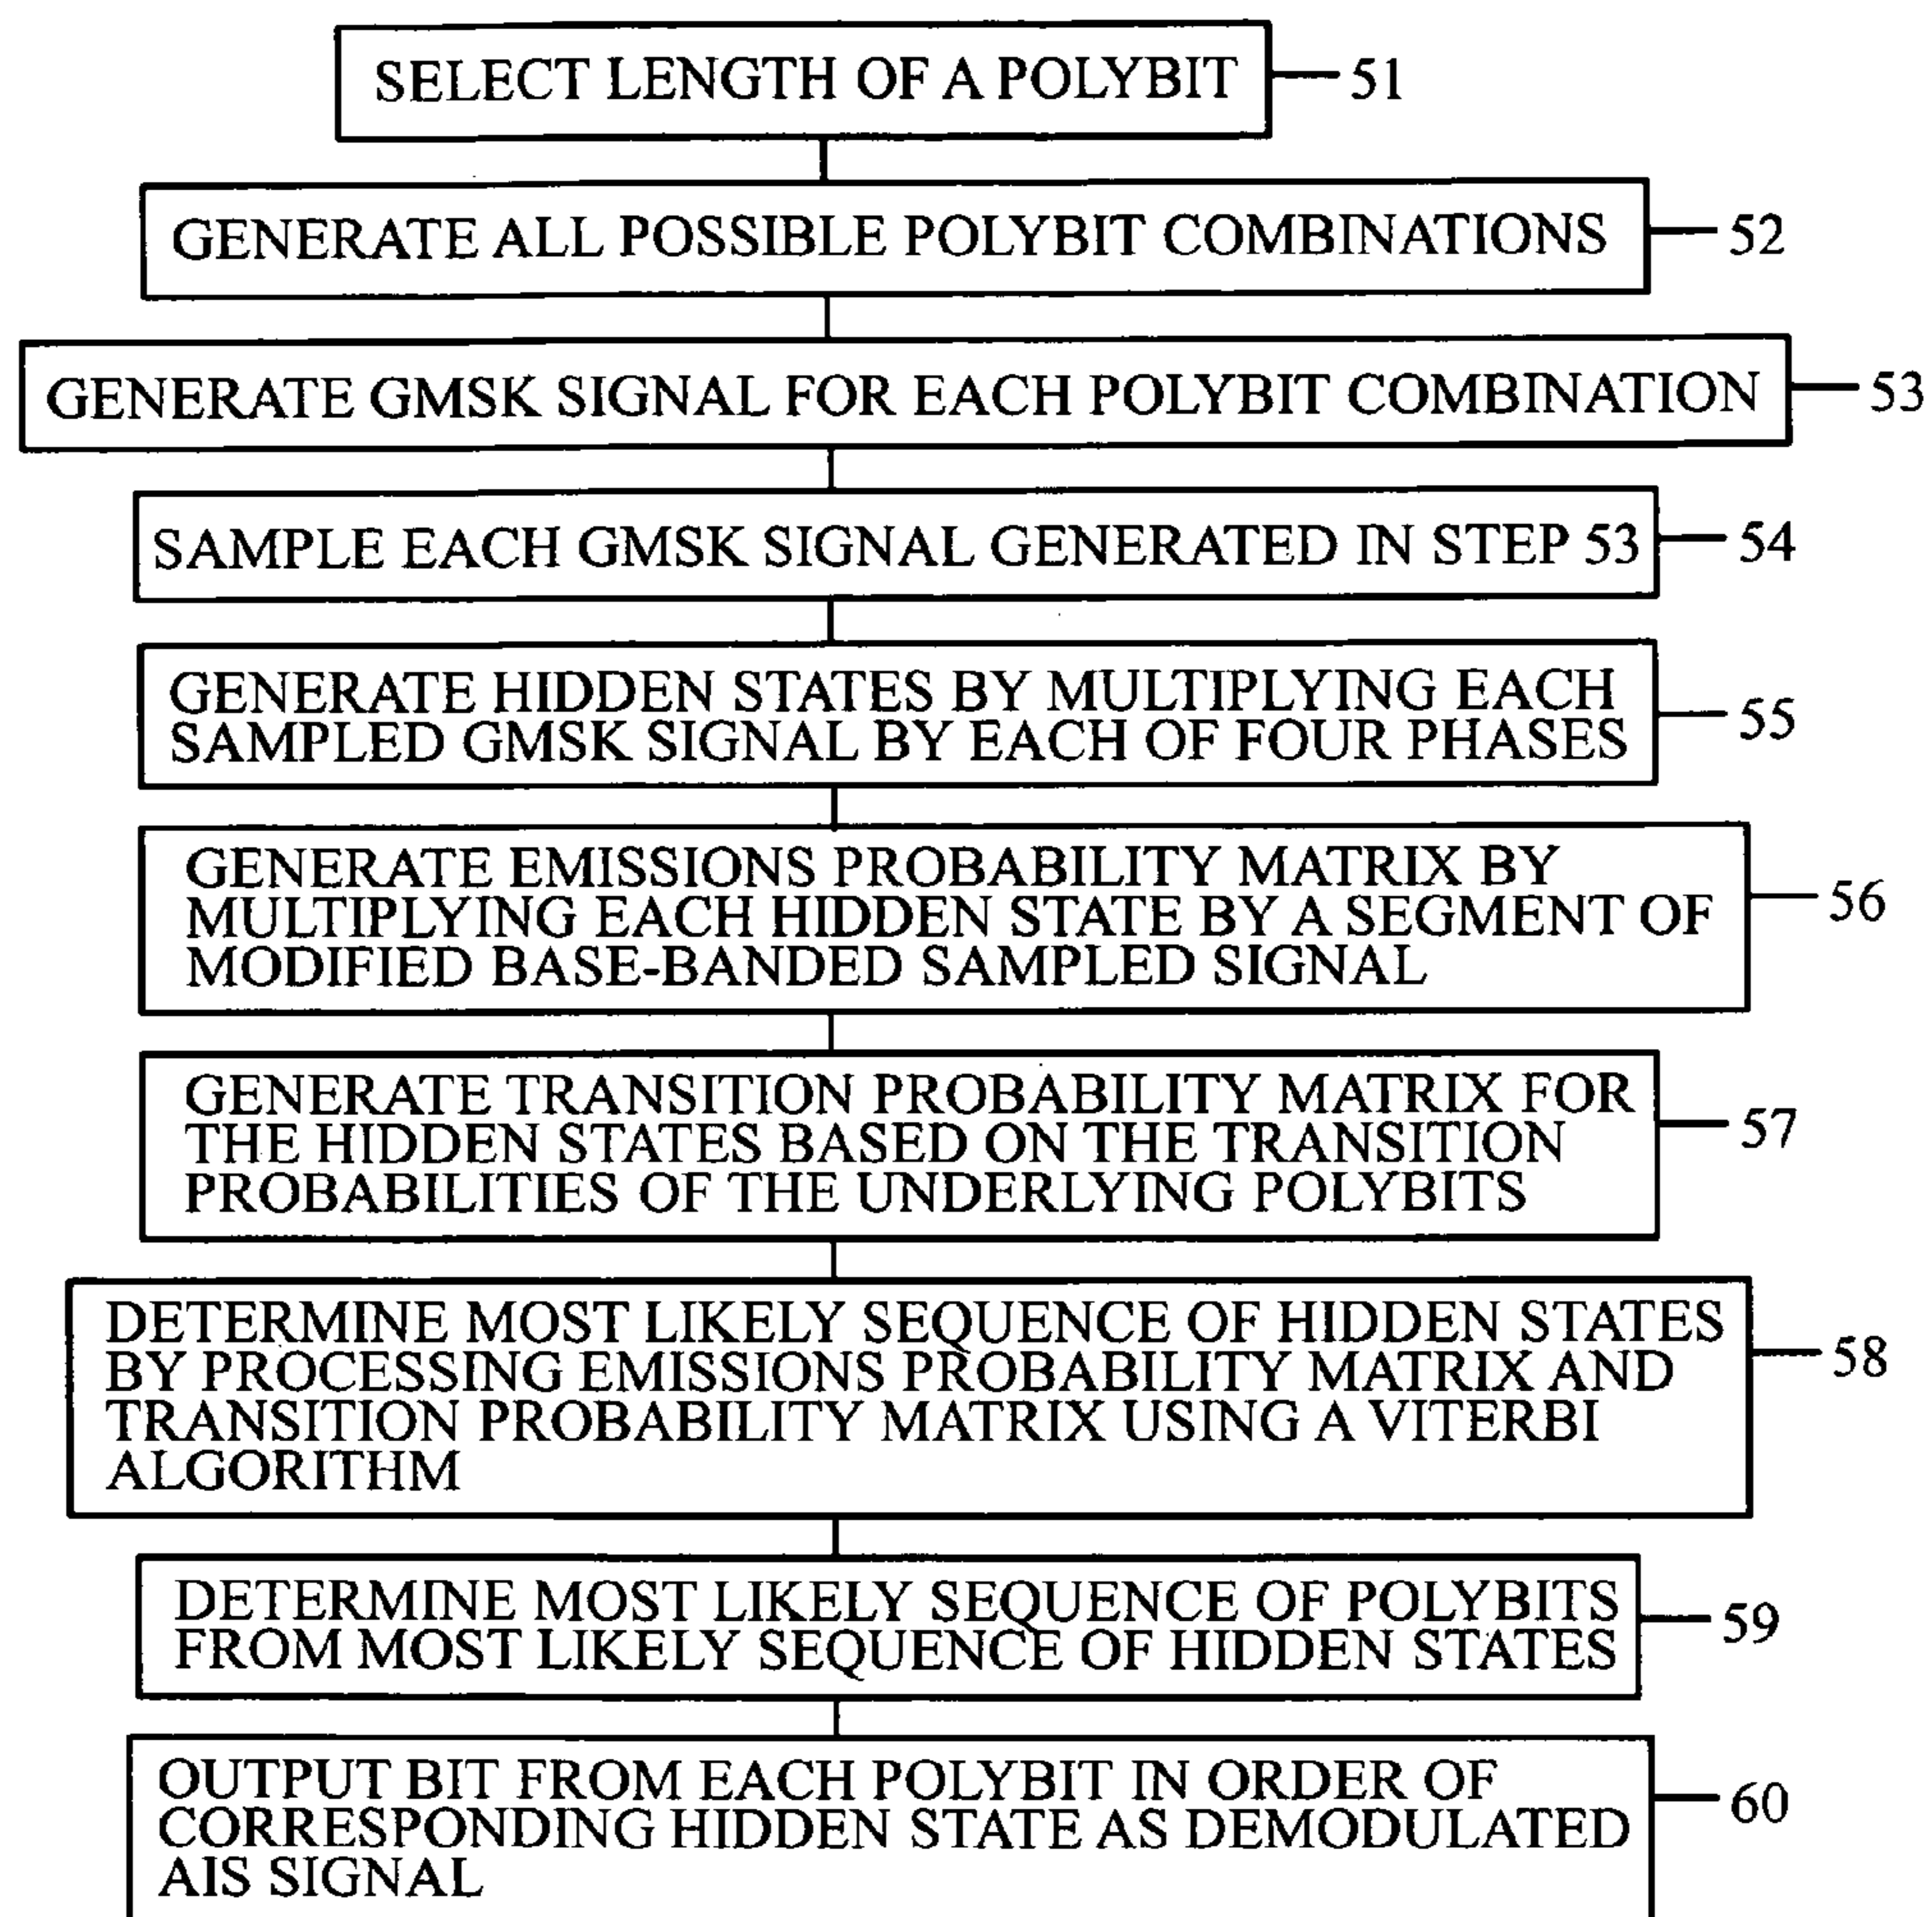 SELECT LENGTH OF A POLYBIT 51
GENERATE ALL POSSIBLE POLYBIT COMBINATIONS 52
GENERATE GMSK SIGNAL FOR EACH POLYBIT COMBINATION 53
SAMPLE EACH GMSK SIGNAL GENERATED IN STEP 53 54
GENERATE HIDDEN STATES BY MULTIPLYING EACH
SAMPLED GMSK SIGNAL BY EACH OF FOUR PHASES
55
GENERATE EMISSIONS PROBABILITY MATRIX BY
MULTIPLYING EACH HIDDEN STATE BY A SEGMENT OF
MODIFIED BASE-BANDED SAMPLED SIGNAL
56
GENERATE TRANSITION PROBABILITY MATRIX FOR
THE HIDDEN STATES BASED ON THE TRANSITION
PROBABILITIES OF THE UNDERLYING POLYBITS
57
DETERMINE MOST LIKELY SEQUENCE OF HIDDEN STATES
BY PROCESSING EMISSIONS PROBABILITY MATRIX AND
TRANSITION PROBABILITY MATRIX USING A VITERBI
ALGORITHM
58
DETERMINE MOST LIKELY SEQUENCE OF POLYBITS
FROM MOST LIKELY SEQUENCE OF HIDDEN STATES
59
OUTPUT BIT FROM EACH POLYBIT IN ORDER OF
CORRESPONDING HIDDEN STATE AS DEMODULATED
AIS SIGNAL
60